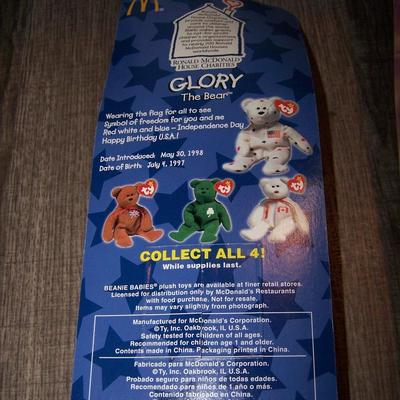 RONALD McDONALD
HOUSE CHARITIES
GLORY
The Bear™
Wearing the flag for all to see
Symbol of freedom for you and me
Red white and blue – Independence Day
Happy Birthday U.S.A.!
Date Introduced: May 30, 1998
Date of Birth: July 4, 1997
ty
ty
ty
ty
COLLECT ALL 4!
While supplies last.
BEANIE BABIES® plush toys are available at finer retail stores.
Licensed for distribution only by McDonald's Restaurants
with food purchase. Not for resale.
Items may vary slightly from photograph.
Manufactured for McDonald's Corporation.
©Ty, Inc. Oakbrook, IL U.S.A.
Safety tested for children of all ages.
Recommended for children age 1 and older.
Contents made in China. Packaging printed in China.
Fabricado para McDonald's Corporation.
©Ty, Inc. Oakbrook, IL U.S.A.
Probado seguro para niños de todas edades.
Recomendado para niños de 1 año o más.
Contenido fabricado en China.